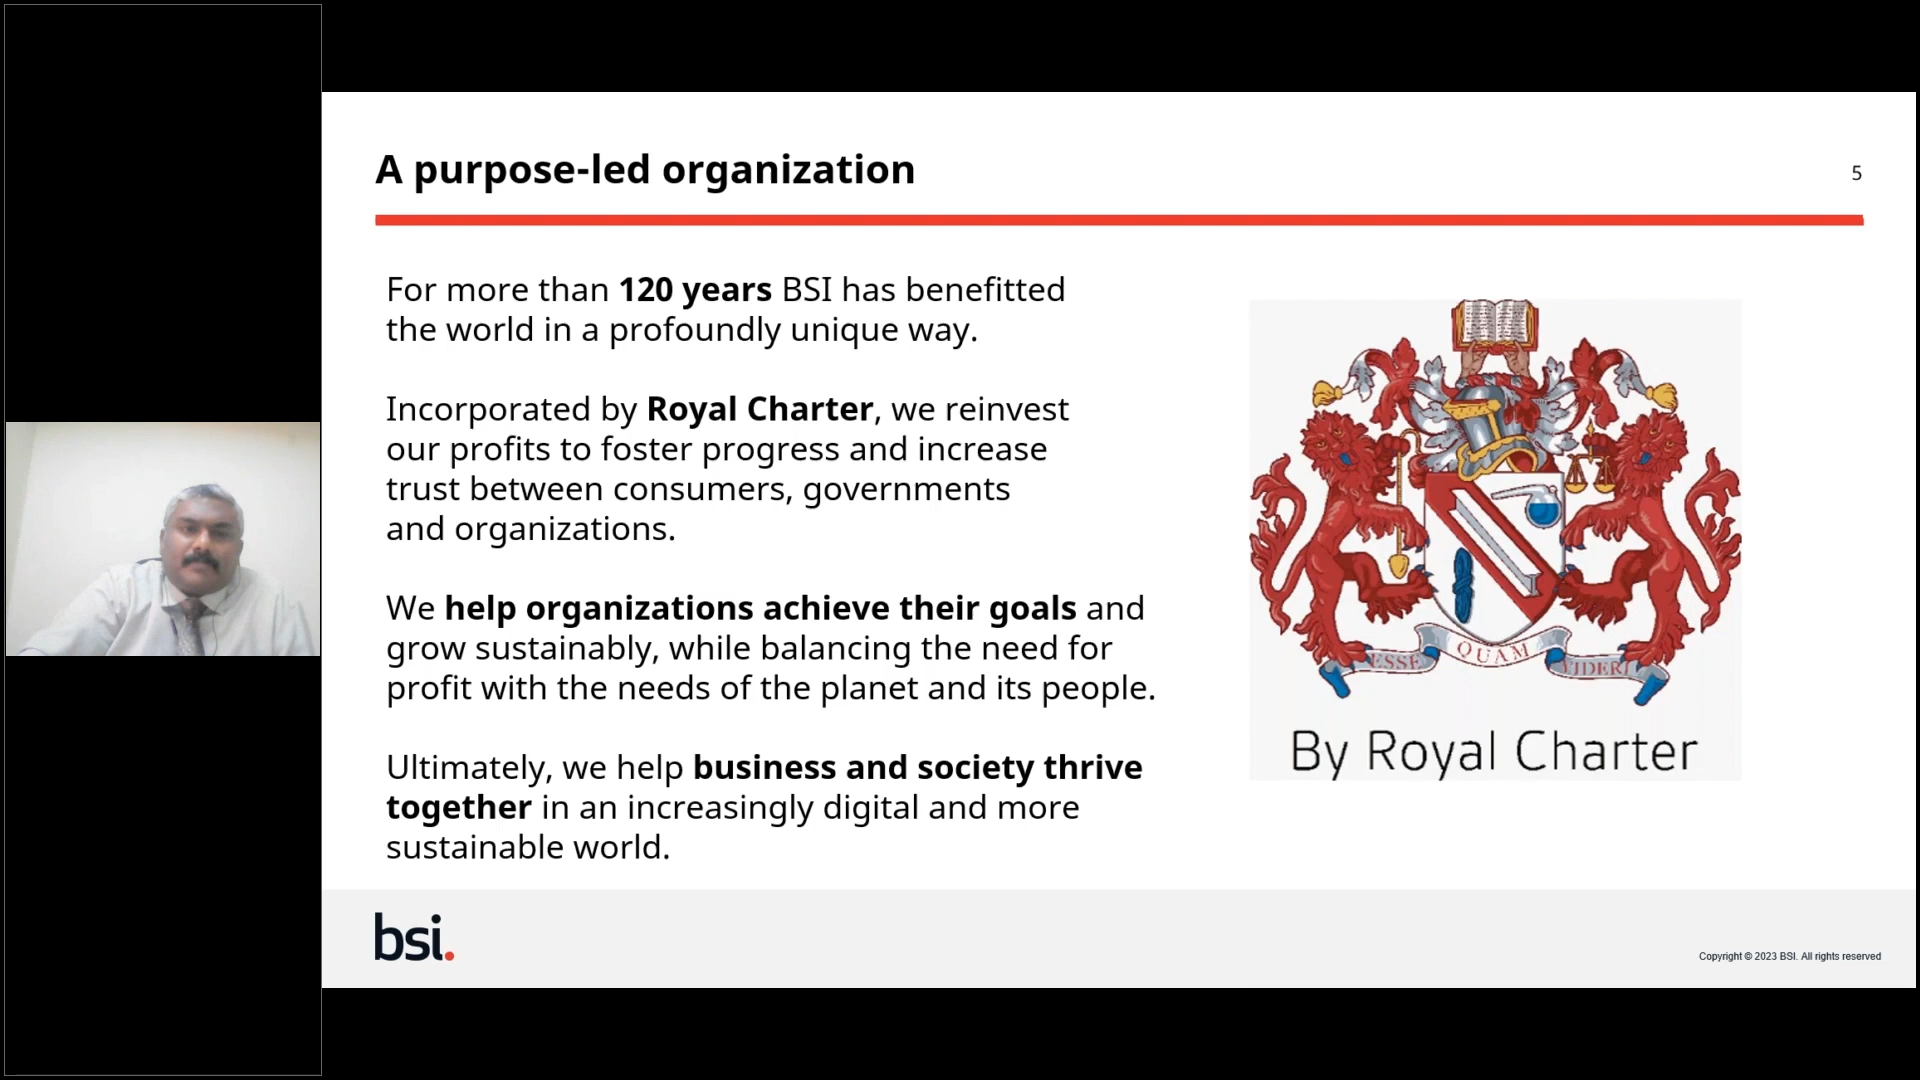 A purpose-led organization
5
For more than 120 years BSI has benefitted
the world in a profoundly unique way.
Incorporated by Royal Charter, we reinvest
our profits to foster progress and increase
trust between consumers, governments
and organizations.
We help organizations achieve their goals and
grow sustainably, while balancing the need for
profit with the needs of the planet and its people.
Ultimately, we help business and society thrive
together in an increasingly digital and more
sustainable world.
ESSE QUAM VIDERI
By Royal Charter
bsi.
Copyright © 2023 BSI. All rights reserved